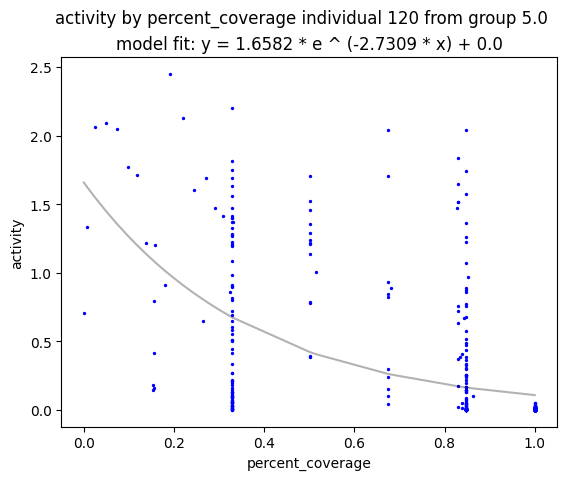 activity by percent_coverage individual 120 from group 5.0
model fit: y = 1.6582 * e ^ (-2.7309 * x) + 0.0
2.5
2.0
1.5
1.0
0.5
0.0
activity
0.0 0.2 0.4 0.6 0.8 1.0
percent_coverage